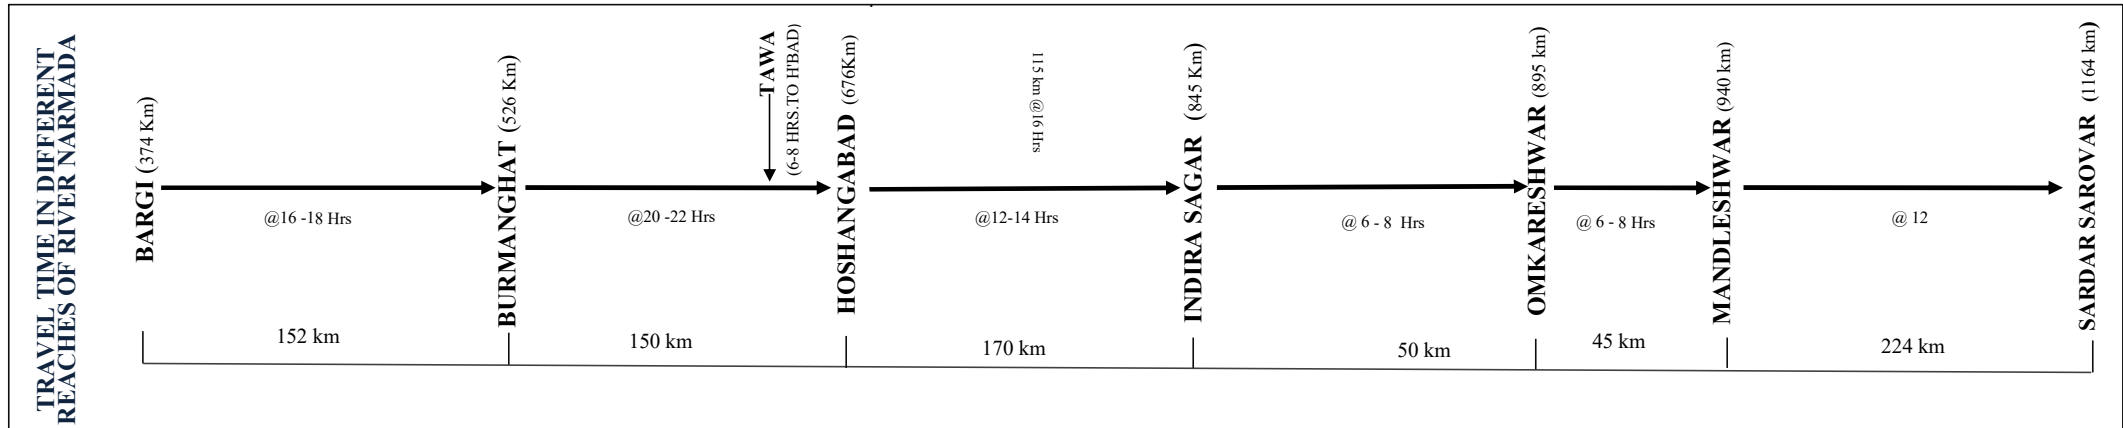 TRAVEL TIME IN DIFFERENT
REACHES OF RIVER NARMADA
BARGI (374 Km)
@16 -18 Hrs
152 km
BURMANGHAT (526 Km)
@20 -22 Hrs
150 km
TAWA
(6-8 HRS.TO H'BAD)
HOSHANGABAD (676Km)
115 km @16 Hrs
@12-14 Hrs
170 km
INDIRA SAGAR (845 Km)
@ 6 - 8 Hrs
50 km
OMKARESHWAR (895 km)
@ 6 - 8 Hrs
45 km
MANDLESHWAR (940 km)
@ 12
224 km
SARDAR SAROVAR (1164 km)